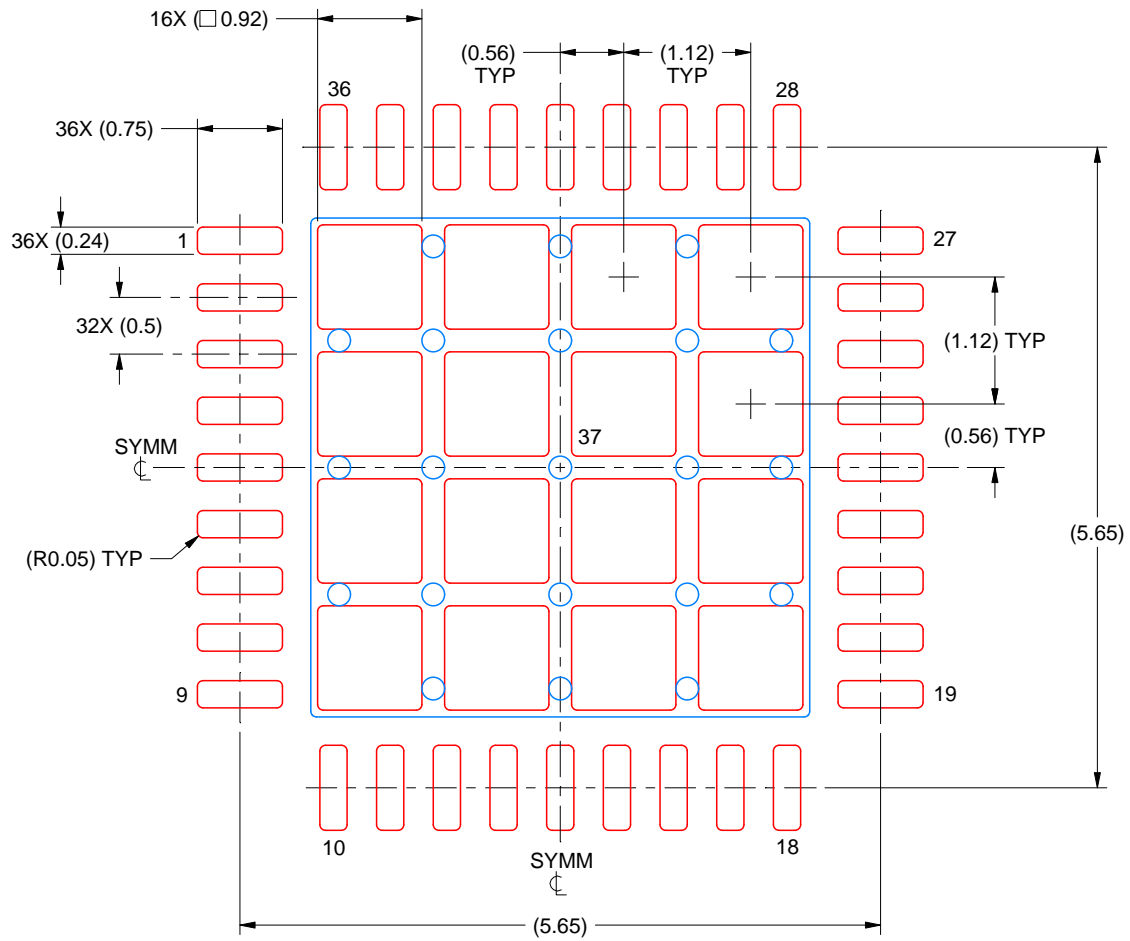 16X (□ 0.92)
(0.56)
TYP
(1.12)
TYP
36
28
36X (0.75)
36X (0.24)
1
27
32X (0.5)
(1.12) TYP
37
(0.56) TYP
SYMM
℄
(R0.05) TYP
(5.65)
9
19
10
18
SYMM
℄
(5.65)